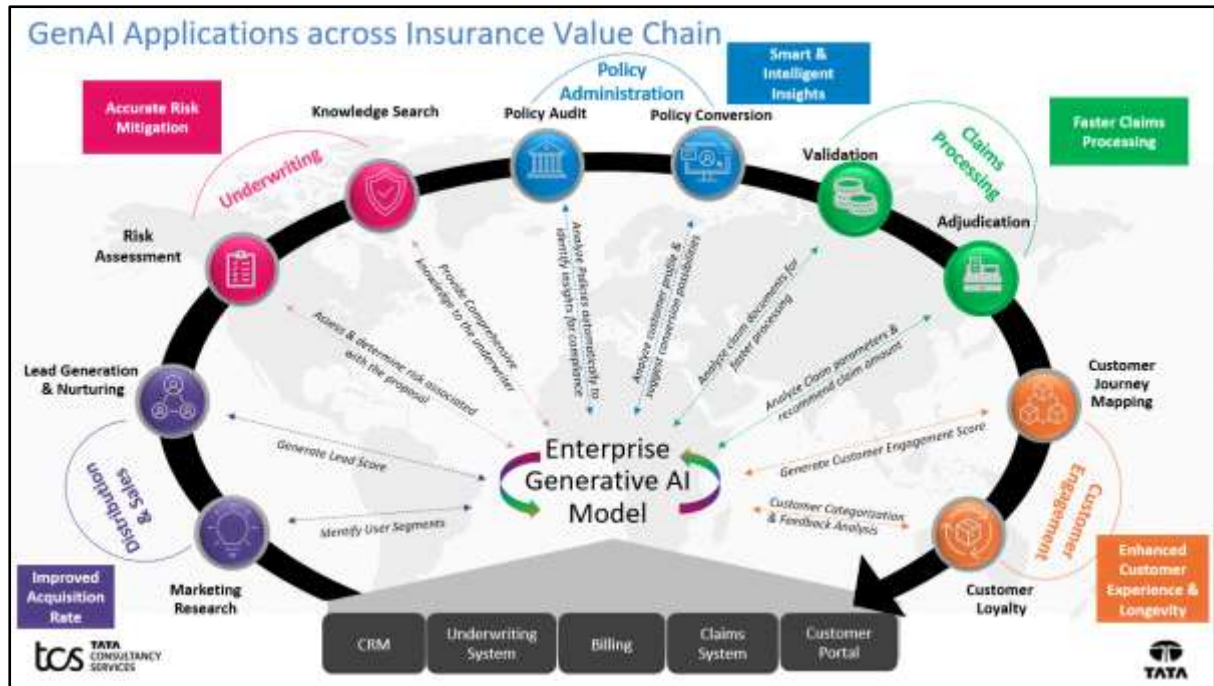 GenAI Applications across Insurance Value Chain
Accurate Risk
Mitigation
Underwriting
Knowledge Search
Risk
Assessment
Policy
Administration
Policy Audit
Policy Conversion
Smart &
Intelligent
Insights
Validation
Claims
Processing
Adjudication
Faster Claims
Processing
Lead Generation
& Nurturing
Distribution
& Sales
Marketing
Research
Improved
Acquisition
Rate
Customer
Journey
Mapping
Customer
Engagement
Customer
Loyalty
Enhanced
Customer
Experience &
Longevity
Identify User Segments
Generate Lead Score
Assess & determine risk associated
with the proposal
Provide Comprehensive
knowledge to the underwriter
Analyze Policies automatically to
identify insights for compliance
Analyze customer profile &
suggest conversion possibilities
Analyze claim documents for
faster processing
Analyze Claim parameters &
recommend claim amount
Generate Customer Engagement Score
Customer Categorization
& Feedback Analysis
Enterprise
Generative AI
Model
CRM
Underwriting
System
Billing
Claims
System
Customer
Portal
tcs
TATA
CONSULTANCY
SERVICES
TATA